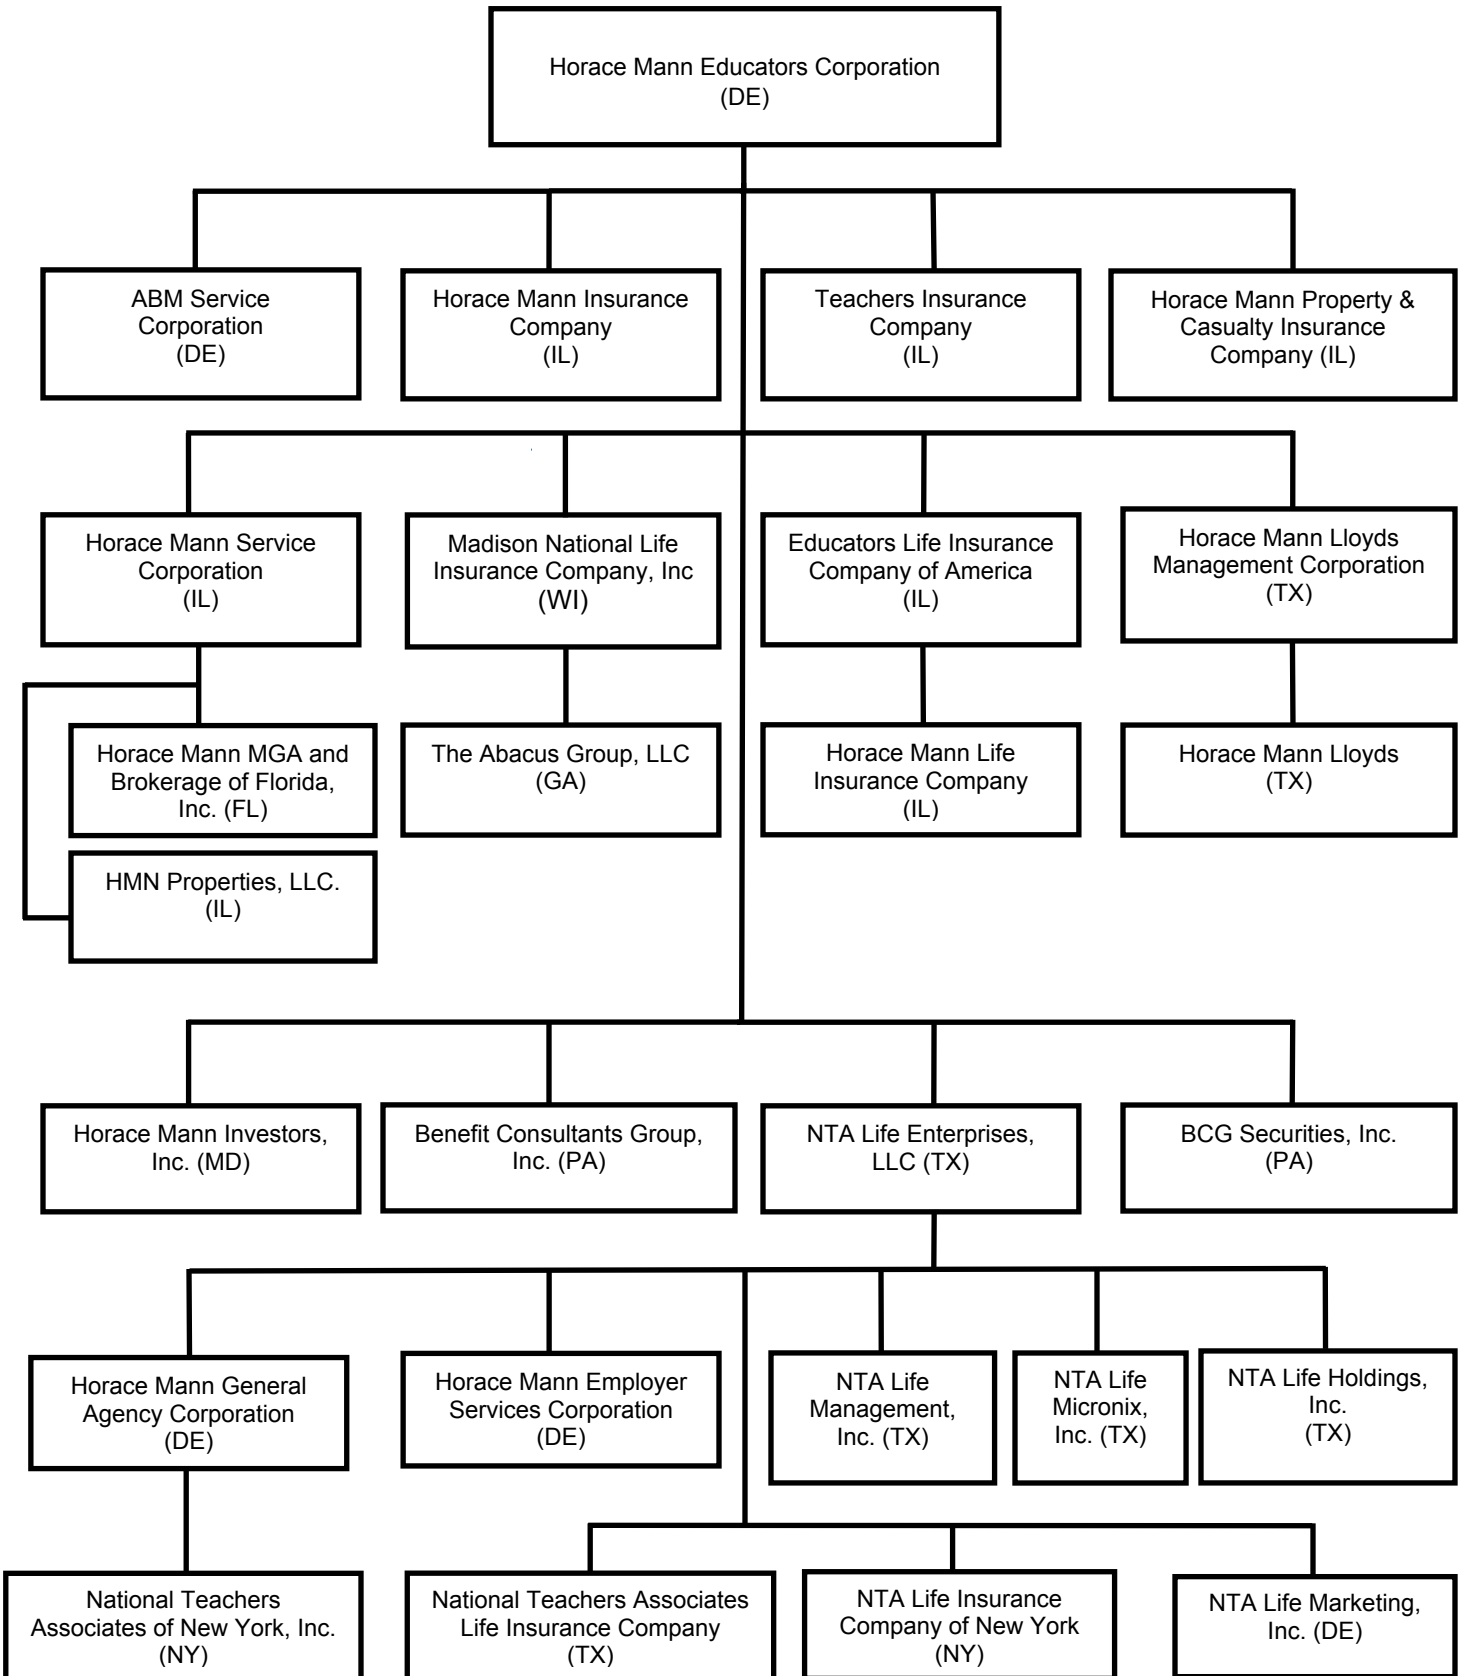 Horace Mann Educators Corporation
(DE)
ABM Service
Corporation
(DE)
Horace Mann Insurance
Company
(IL)
Teachers Insurance
Company
(IL)
Horace Mann Property &
Casualty Insurance
Company (IL)
Horace Mann Service
Corporation
(IL)
Madison National Life
Insurance Company, Inc
(WI)
Educators Life Insurance
Company of America
(IL)
Horace Mann Lloyds
Management Corporation
(TX)
Horace Mann MGA and
Brokerage of Florida,
Inc. (FL)
The Abacus Group, LLC
(GA)
Horace Mann Life
Insurance Company
(IL)
Horace Mann Lloyds
(TX)
HMN Properties, LLC.
(IL)
Horace Mann Investors,
Inc. (MD)
Benefit Consultants Group,
Inc. (PA)
NTA Life Enterprises,
LLC (TX)
BCG Securities, Inc.
(PA)
Horace Mann General
Agency Corporation
(DE)
Horace Mann Employer
Services Corporation
(DE)
NTA Life
Management,
Inc. (TX)
NTA Life
Micronix,
Inc. (TX)
NTA Life Holdings,
Inc.
(TX)
National Teachers
Associates of New York, Inc.
(NY)
National Teachers Associates
Life Insurance Company
(TX)
NTA Life Insurance
Company of New York
(NY)
NTA Life Marketing,
Inc. (DE)